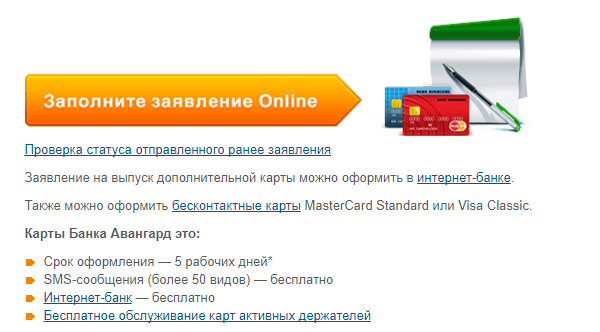 Заполните заявление Online
Проверка статуса отправленного ранее заявления
Заявление на выпуск дополнительной карты можно оформить в интернет-банке.
Также можно оформить бесконтактные карты MasterCard Standard или Visa Classic.
Карты Банка Авангард это:
Срок оформления — 5 рабочих дней*
SMS-сообщения (более 50 видов) — бесплатно
Интернет-банк — бесплатно
Бесплатное обслуживание карт активных держателей